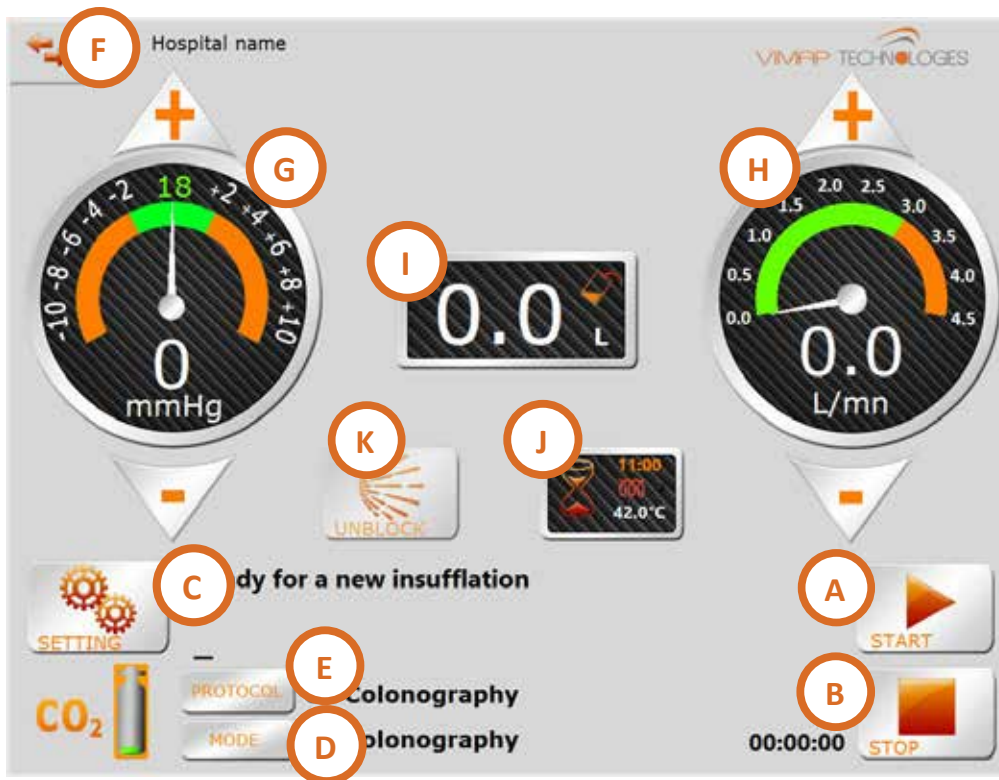 F
Hospital name
VIMAP TECHNOLOGES
+
+
G
H
-10 -8 -6 -4 -2 18 +2 +4 +6 +8 +10
0.0 0.5 1.0 1.5 2.0 2.5 3.0 3.5 4.0 4.5
I
0.0
L
0
mmHg
0.0
L/mn
K
J
UNBLOCK
11:00
42.0°C
-
-
C
dy for a new insufflation
A
SETTING
START
E
PROTOCOL
Colonography
B
CO2
D
MODE
olonography
00:00:00
STOP